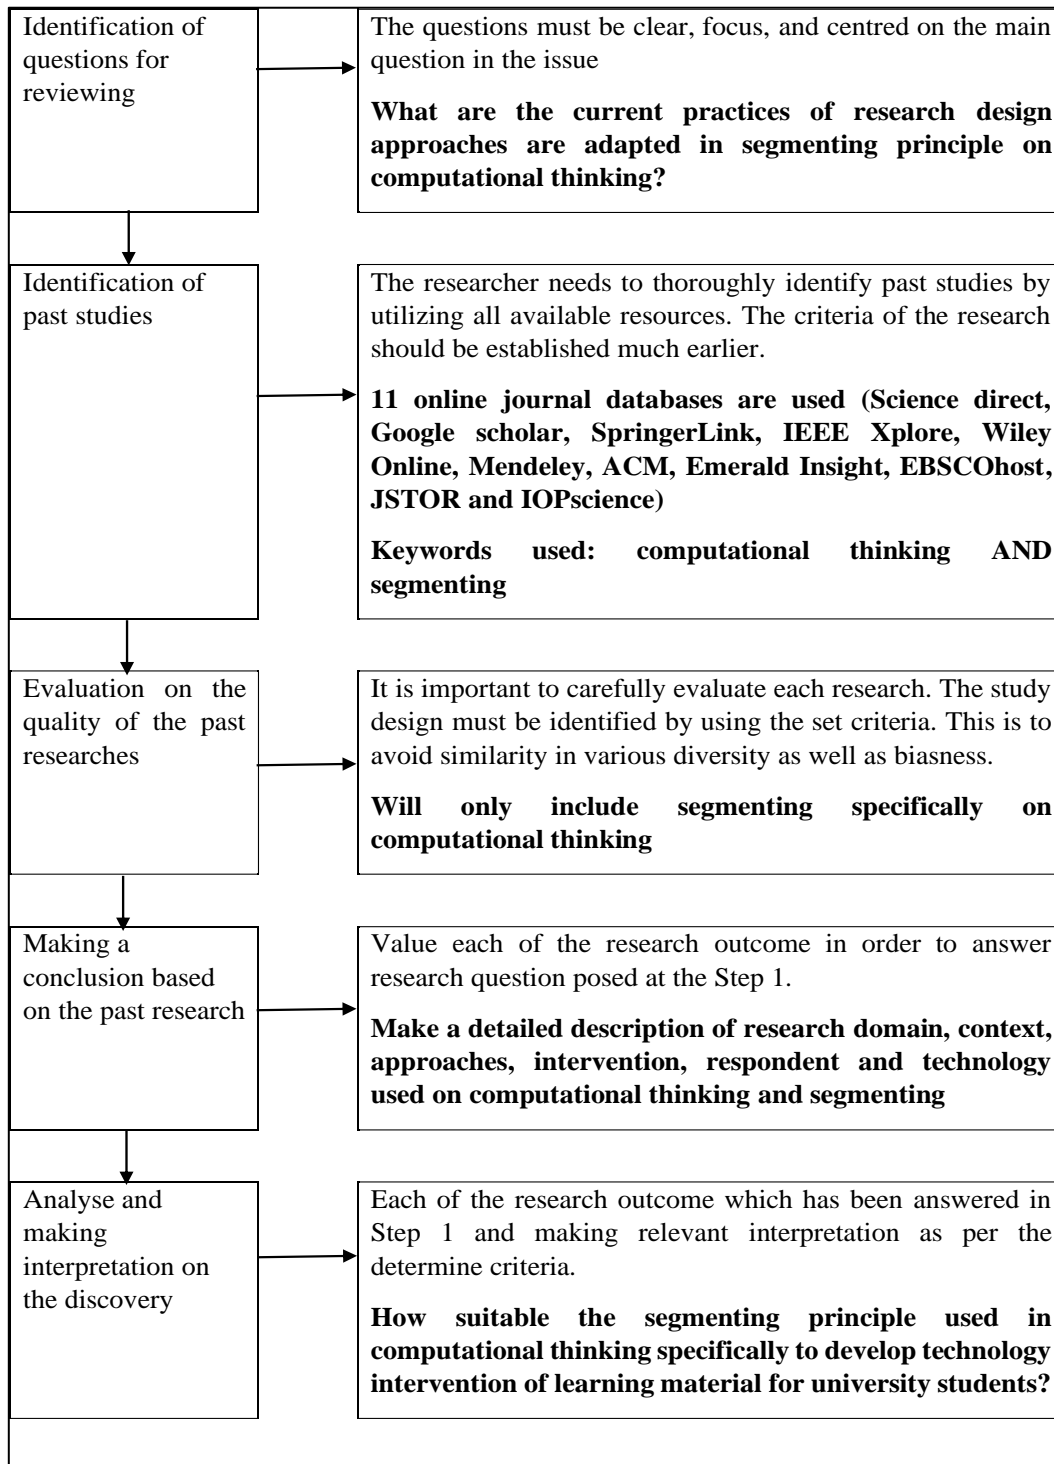 Identification of
questions for
reviewing
The questions must be clear, focus, and centred on the main
question in the issue
What are the current practices of research design
approaches are adapted in segmenting principle on
computational thinking?
Identification of
past studies
The researcher needs to thoroughly identify past studies by
utilizing all available resources. The criteria of the research
should be established much earlier.
11 online journal databases are used (Science direct,
Google scholar, SpringerLink, IEEE Xplore, Wiley
Online, Mendeley, ACM, Emerald Insight, EBSCOhost,
JSTOR and IOPscience)
Keywords used: computational thinking AND
segmenting
Evaluation on the
quality of the past
researches
It is important to carefully evaluate each research. The study
design must be identified by using the set criteria. This is to
avoid similarity in various diversity as well as biasness.
Will only include segmenting specifically on
computational thinking
Making a
conclusion based
on the past research
Value each of the research outcome in order to answer
research question posed at the Step 1.
Make a detailed description of research domain, context,
approaches, intervention, respondent and technology
used on computational thinking and segmenting
Analyse and
making
interpretation on
the discovery
Each of the research outcome which has been answered in
Step 1 and making relevant interpretation as per the
determine criteria.
How suitable the segmenting principle used in
computational thinking specifically to develop technology
intervention of learning material for university students?